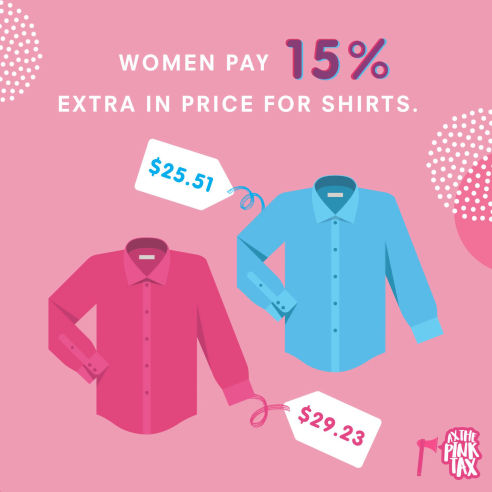 WOMEN PAY 15%
EXTRA IN PRICE FOR SHIRTS.
$25.51
$29.23
AX THE
PINK
TAX